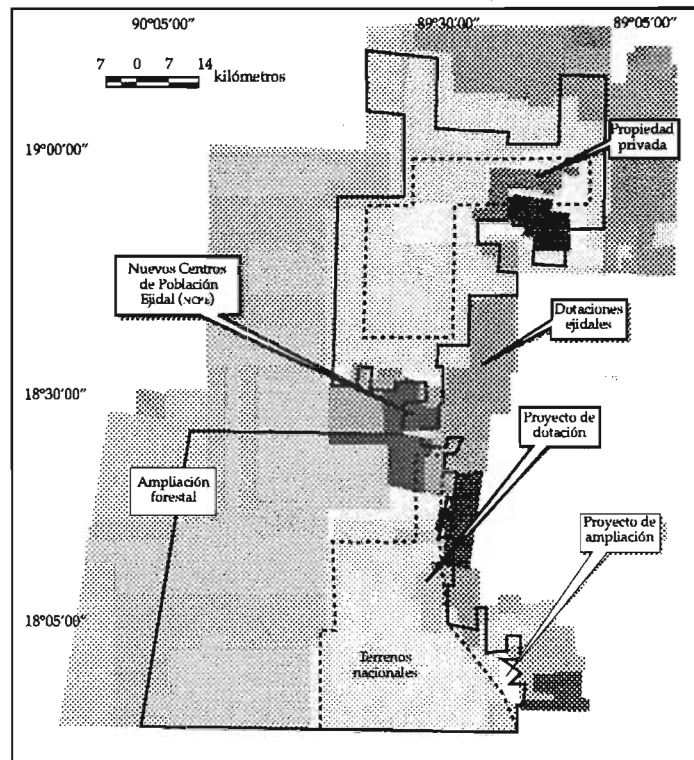 90°05'00"
89°30'00"
89°05'00"
7 0 7 14
kilómetros
19°00'00"
Propiedad
privada
Nuevos Centros
de Población
Ejidal (NCPE)
Dotaciones
ejidales
18°30'00"
Proyecto de
dotación
Ampliación
forestal
Proyecto de
ampliación
18°05'00"
Terrenos
nacionales